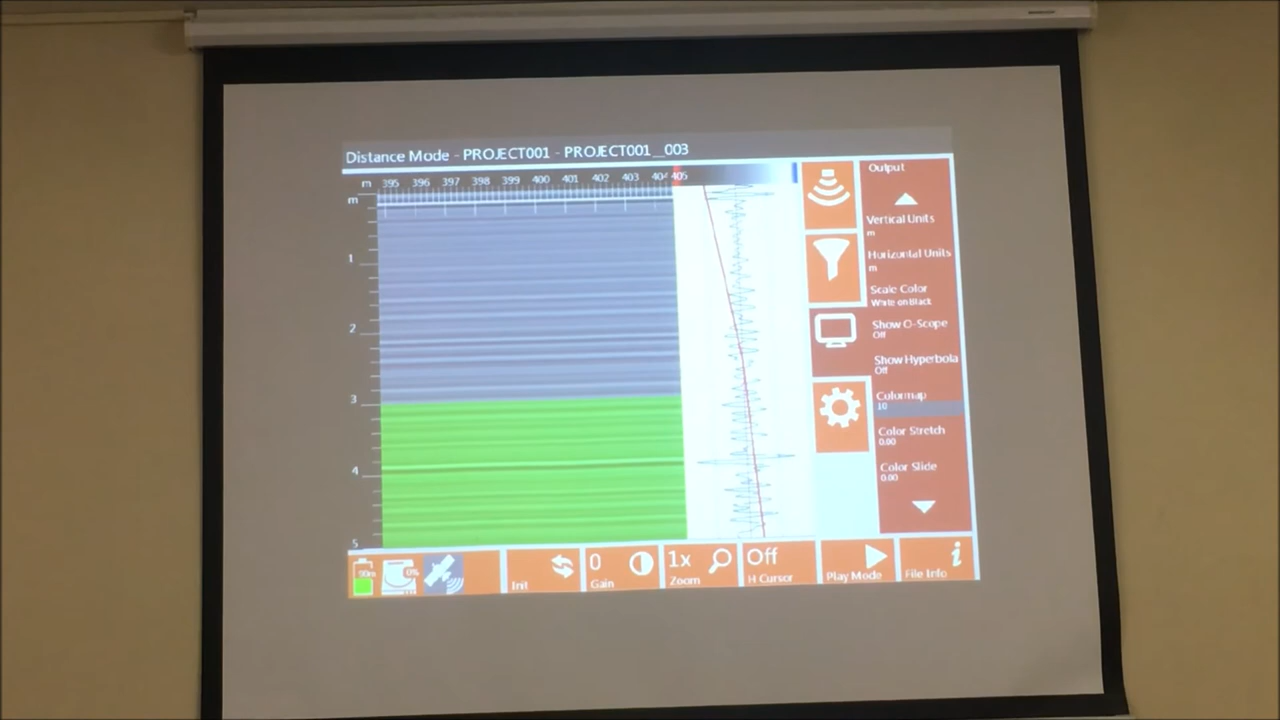 Distance Mode - PROJECT001 - PROJECT001__003
m 395 396 397 398 399 400 401 402 403 404 405
m
1
2
3
4
5
Output
Vertical Units
m
Horizontal Units
m
Scale Color
White on Black
Show O-Scope
Off
Show Hyperbola
Off
Colormap
10
Color Stretch
0.00
Color Slide
0.00
0%
Init
0
Gain
1x
Zoom
Off
H Cursor
Play Mode
i
File Info